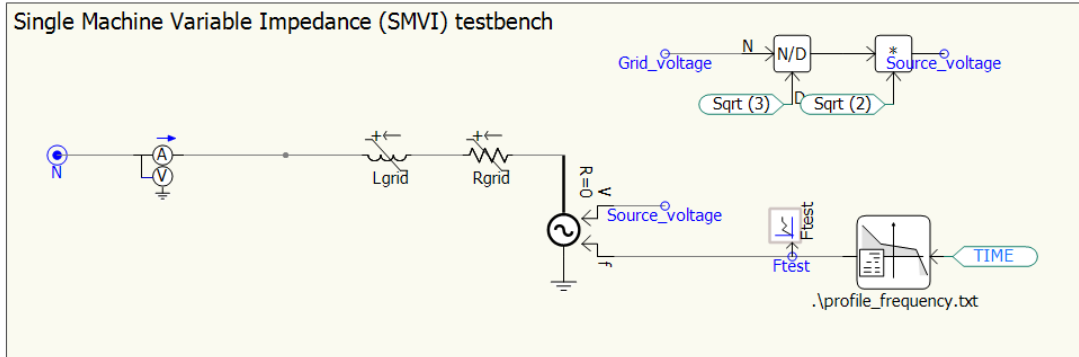 Single Machine Variable Impedance (SMVI) testbench
Grid_voltage
N
N/D
D
*
Source_voltage
Sqrt (3)
Sqrt (2)
N
A
V
+
Lgrid
+
Rgrid
R=0
V
Source_voltage
f
Ftest
Ftest
TIME
.\profile_frequency.txt